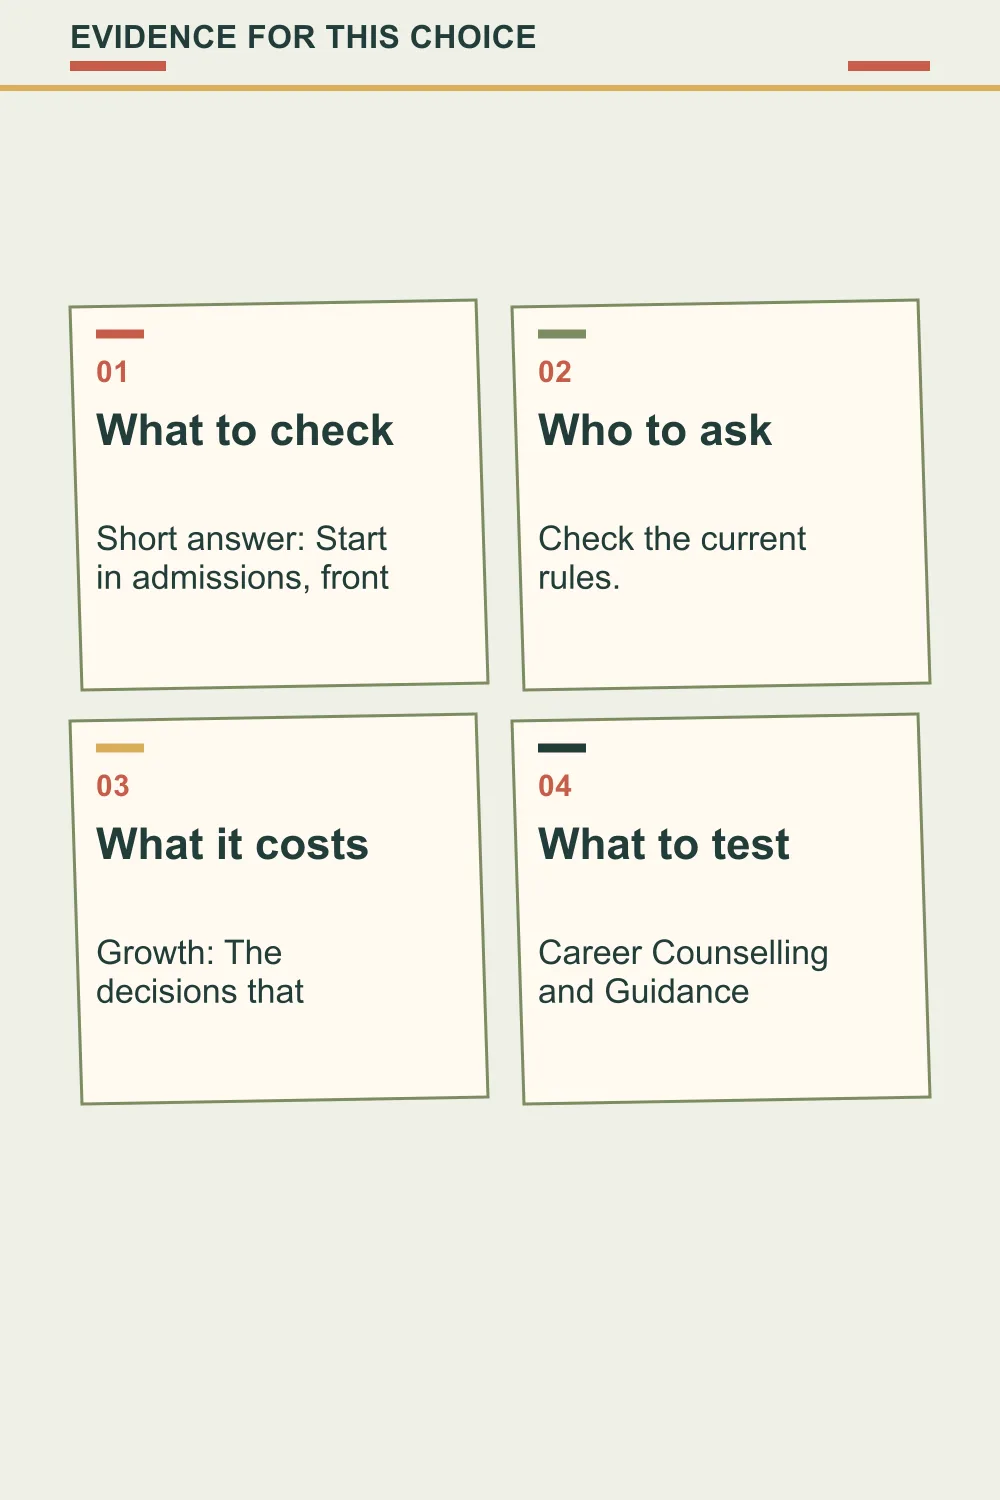 EVIDENCE FOR THIS CHOICE
01
What to check
Short answer: Start
in admissions, front
02
Who to ask
Check the current
rules.
03
What it costs
Growth: The
decisions that
04
What to test
Career Counselling
and Guidance